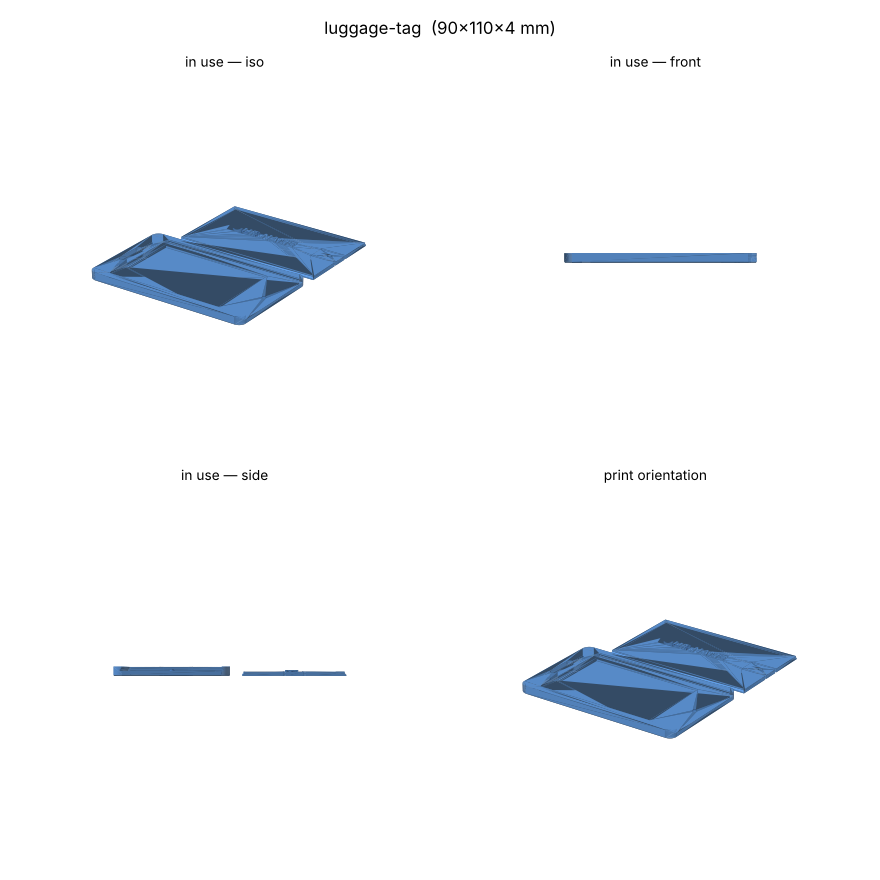 luggage-tag (90×110×4 mm)
in use — iso
in use — front
in use — side
print orientation